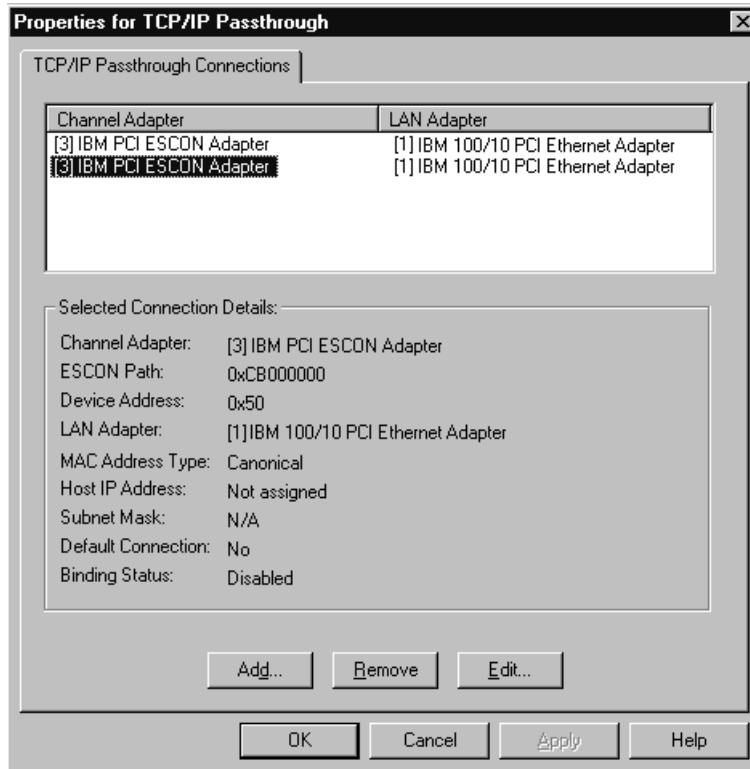 Properties for TCP/IP Passthrough
TCP/IP Passthrough Connections
Channel Adapter LAN Adapter
[3] IBM PCI ESCON Adapter [1] IBM 100/10 PCI Ethernet Adapter
[3] IBM PCI ESCON Adapter [1] IBM 100/10 PCI Ethernet Adapter
Selected Connection Details:
Channel Adapter: [3] IBM PCI ESCON Adapter
ESCON Path: 0xCB000000
Device Address: 0x50
LAN Adapter: [1] IBM 100/10 PCI Ethernet Adapter
MAC Address Type: Canonical
Host IP Address: Not assigned
Subnet Mask: N/A
Default Connection: No
Binding Status: Disabled
Add... Remove Edit...
OK Cancel Apply Help